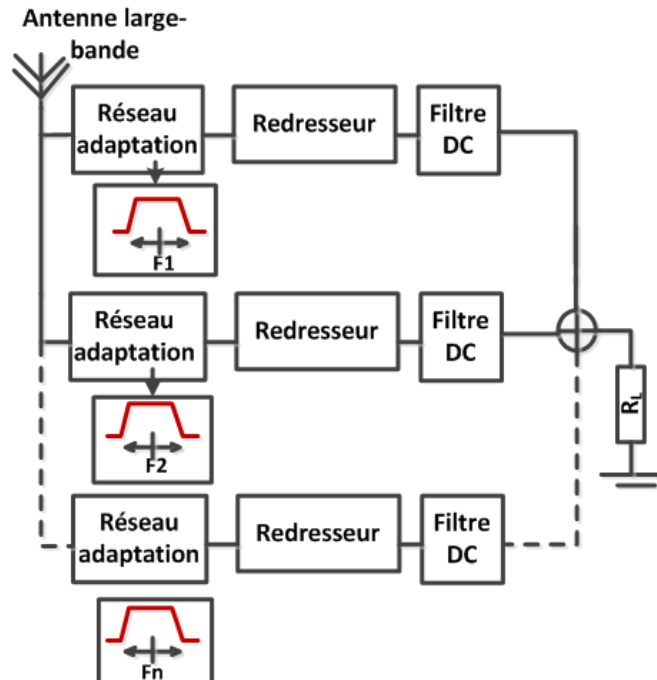 Antenne large-
bande
Réseau
adaptation
Redresseur
Filtre
DC
F1
Réseau
adaptation
Redresseur
Filtre
DC
F2
RL
Réseau
adaptation
Redresseur
Filtre
DC
Fn